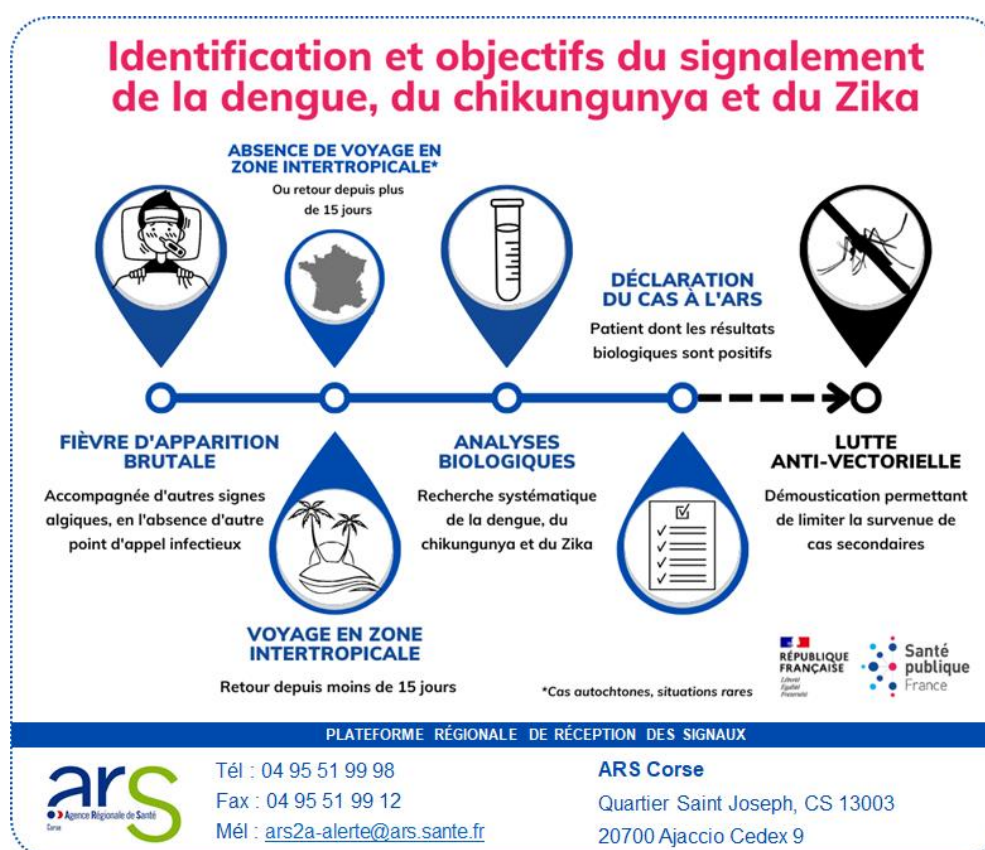 Identification et objectifs du signalement
de la dengue, du chikungunya et du Zika
ABSENCE DE VOYAGE EN
ZONE INTERTROPICALE*
Ou retour depuis plus
de 15 jours
DÉCLARATION
DU CAS À L'ARS
Patient dont les résultats
biologiques sont positifs
FIÈVRE D'APPARITION
BRUTALE
Accompagnée d'autres signes
algiques, en l'absence d'autre
point d'appel infectieux
ANALYSES
BIOLOGIQUES
Recherche systématique
de la dengue, du
chikungunya et du Zika
LUTTE
ANTI-VECTORIELLE
Démoustication permettant
de limiter la survenue de
cas secondaires
VOYAGE EN ZONE
INTERTROPICALE
Retour depuis moins de 15 jours
*Cas autochtones, situations rares
RÉPUBLIQUE
FRANÇAISE
Liberté
Égalité
Fraternité
Santé
publique
France
PLATEFORME RÉGIONALE DE RÉCEPTION DES SIGNAUX
ars
Agence Régionale de Santé
Corse
Tél : 04 95 51 99 98
Fax : 04 95 51 99 12
Mél : ars2a-alerte@ars.sante.fr
ARS Corse
Quartier Saint Joseph, CS 13003
20700 Ajaccio Cedex 9